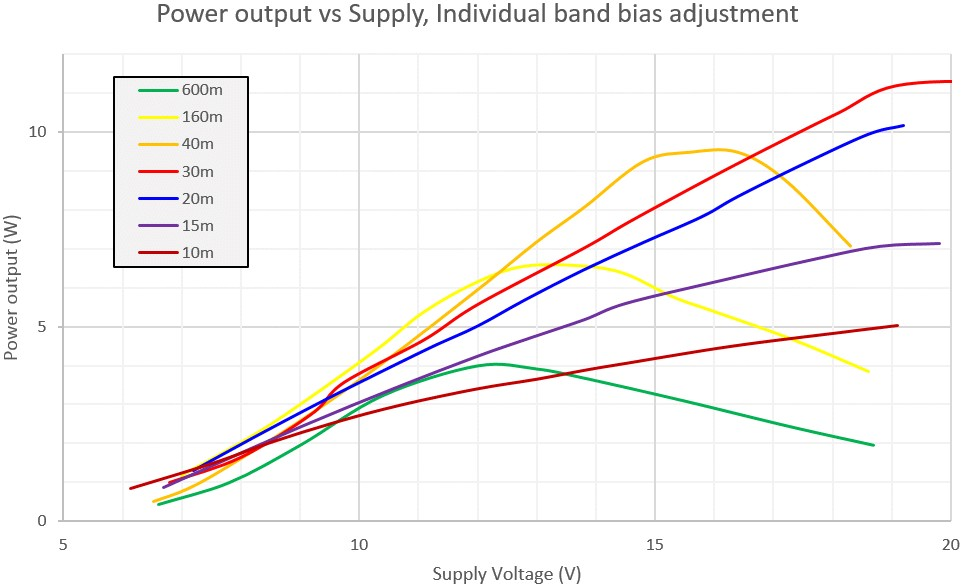 Power output vs Supply, Individual band bias adjustment
600m
160m
40m
30m
20m
15m
10m
10
5
0
Power output (W)
5
10
15
20
Supply Voltage (V)